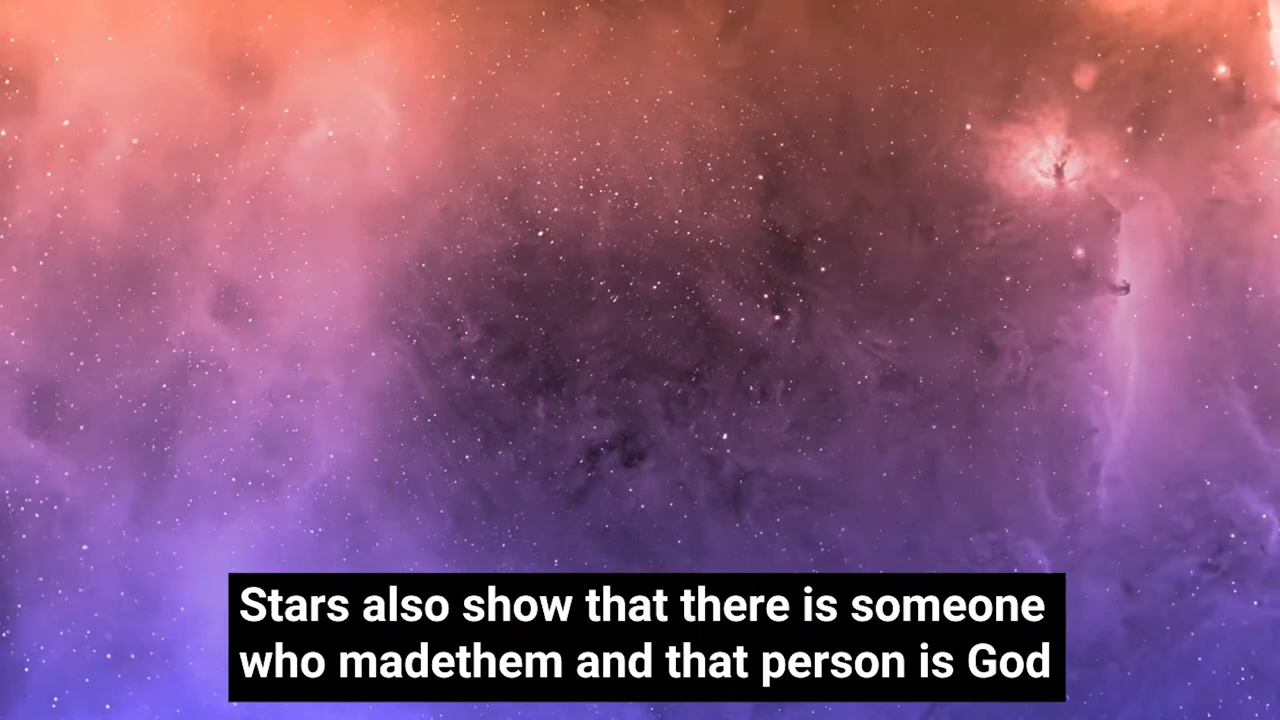 Stars also show that there is someone
who madethem and that person is God